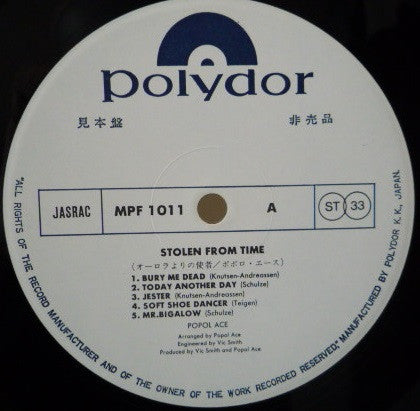 polydor
見本盤 非売品
JASRAC MPF 1011 A ST 33
STOLEN FROM TIME
(オーロラよりの使者/ポポロ・エース)
1. BURY ME DEAD (Knutsen-Andreassen)
2. TODAY ANOTHER DAY (Schulze)
3. JESTER (Knutsen-Andreassen)
4. SOFT SHOE DANCER (Teigen)
5. MR.BIGALOW (Schulze)
POPOL ACE
Arranged by Popol Ace
Engineered by Vic Smith
Produced by Vic Smith and Popol Ace
"ALL RIGHTS OF THE RECORD MANUFACTURER AND OF THE OWNER OF THE WORK RECORDED RESERVED." MANUFACTURED BY POLYDOR K.K., JAPAN.